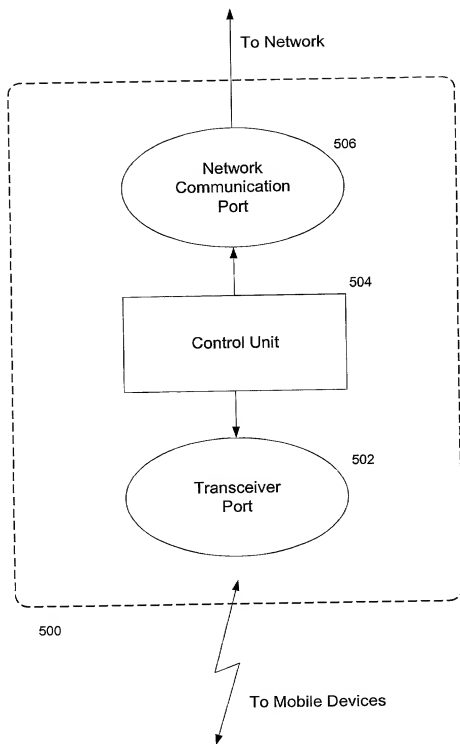 To Network
506
Network
Communication
Port
504
Control Unit
502
Transceiver
Port
500
To Mobile Devices